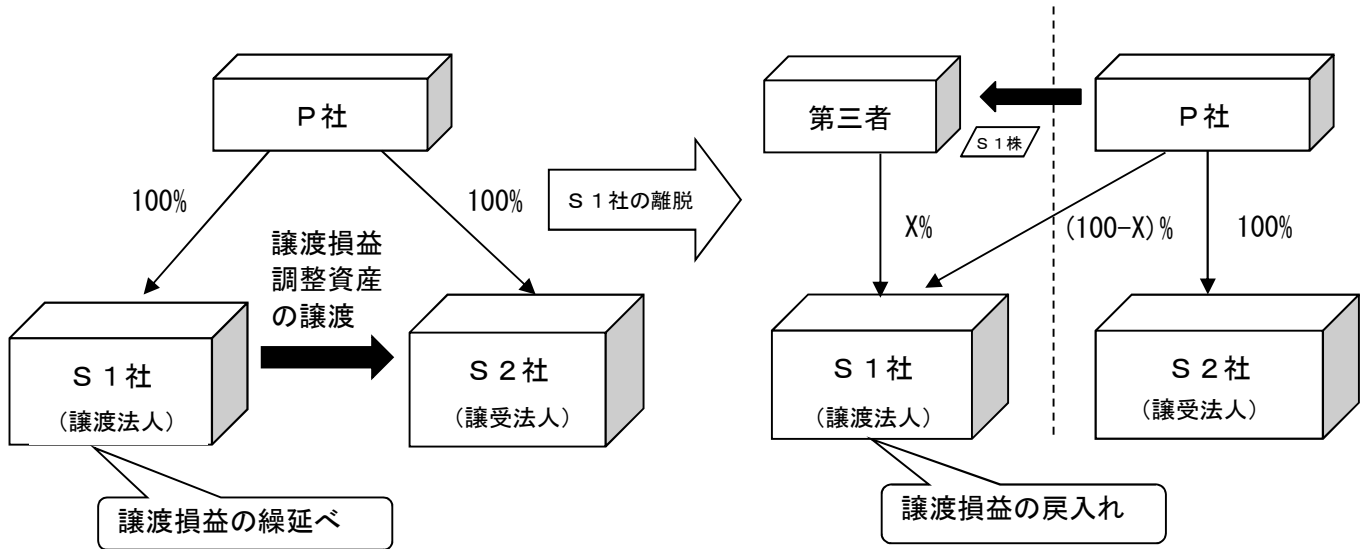 P社
100%
100%
譲渡損益
調整資産
の譲渡
S1社
(譲渡法人)
S2社
(譲受法人)
譲渡損益の繰延べ
S1社の離脱
第三者
S1株
P社
X%
(100-X)%
100%
S1社
(譲渡法人)
S2社
(譲受法人)
譲渡損益の戻入れ